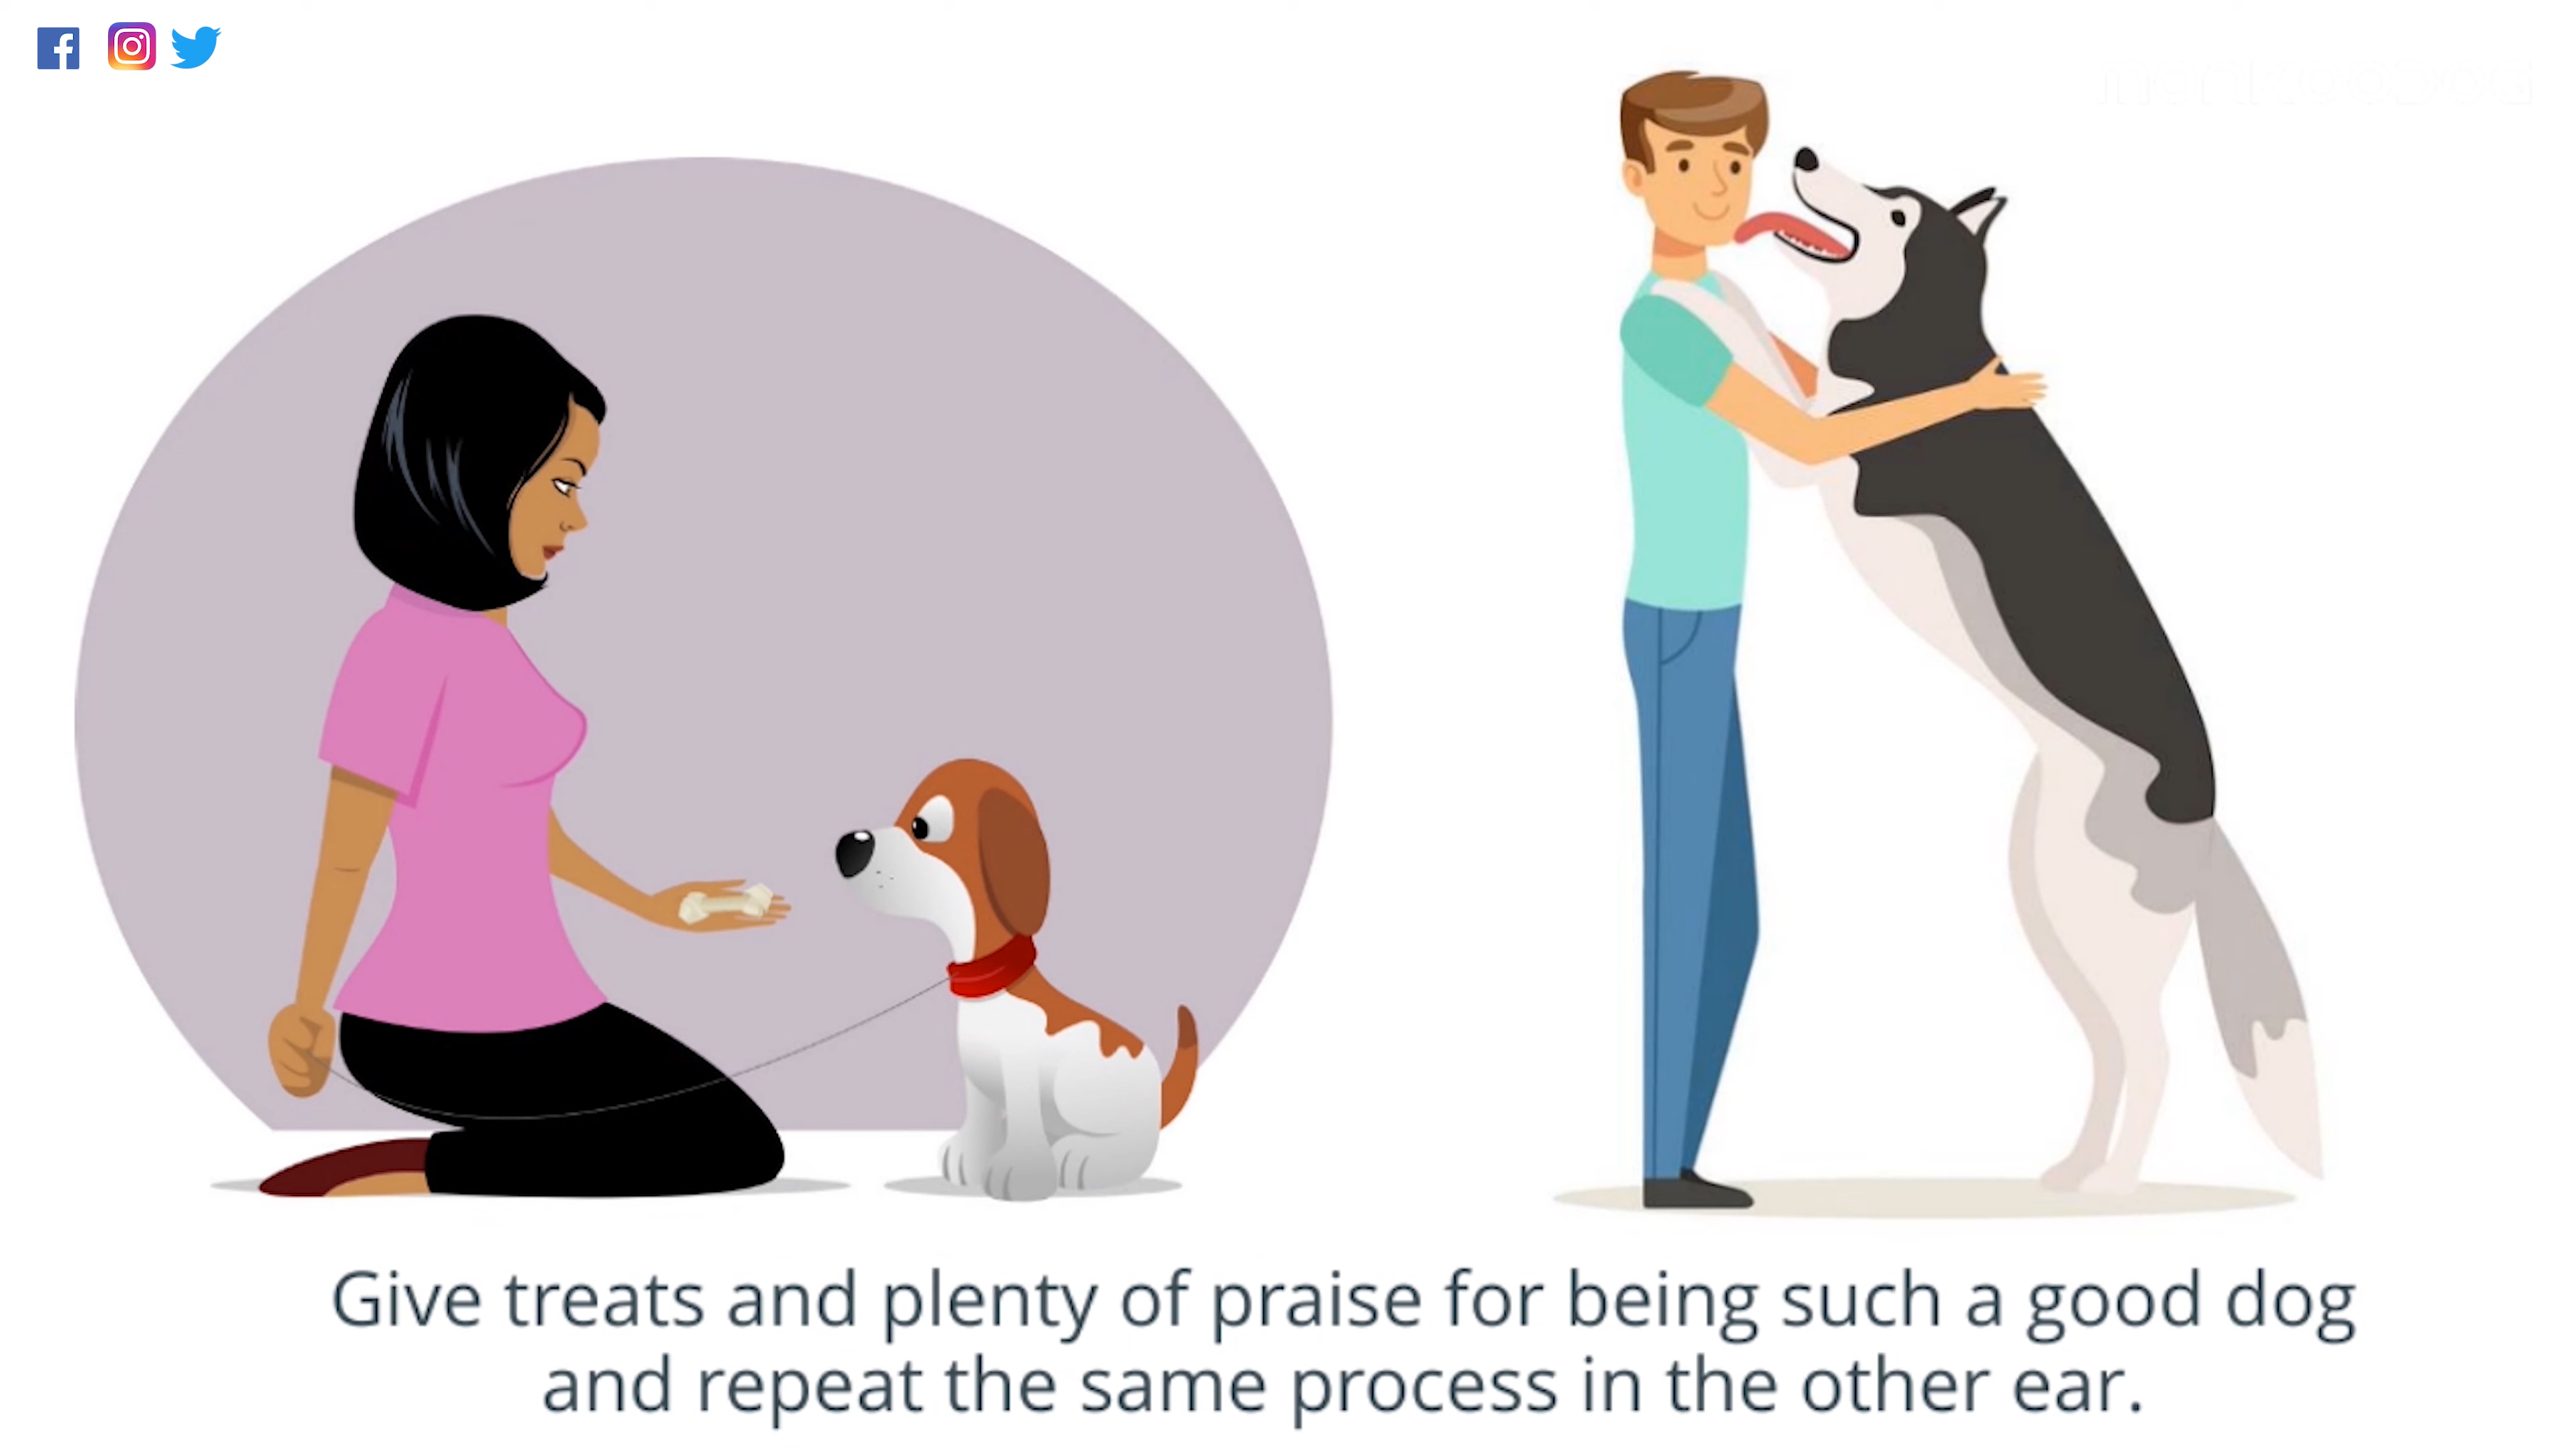 Give treats and plenty of praise for being such a good dog
and repeat the same process in the other ear.